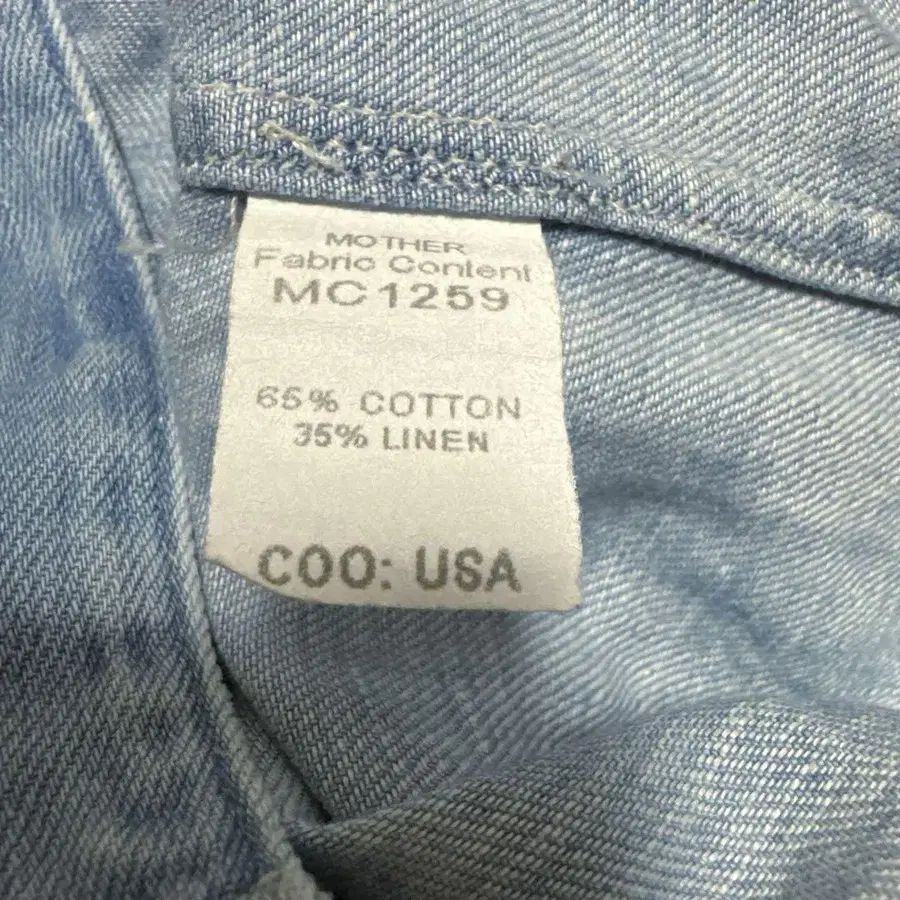 MOTHER
Fabric Content
MC1259
65% COTTON
35% LINEN
COO: USA